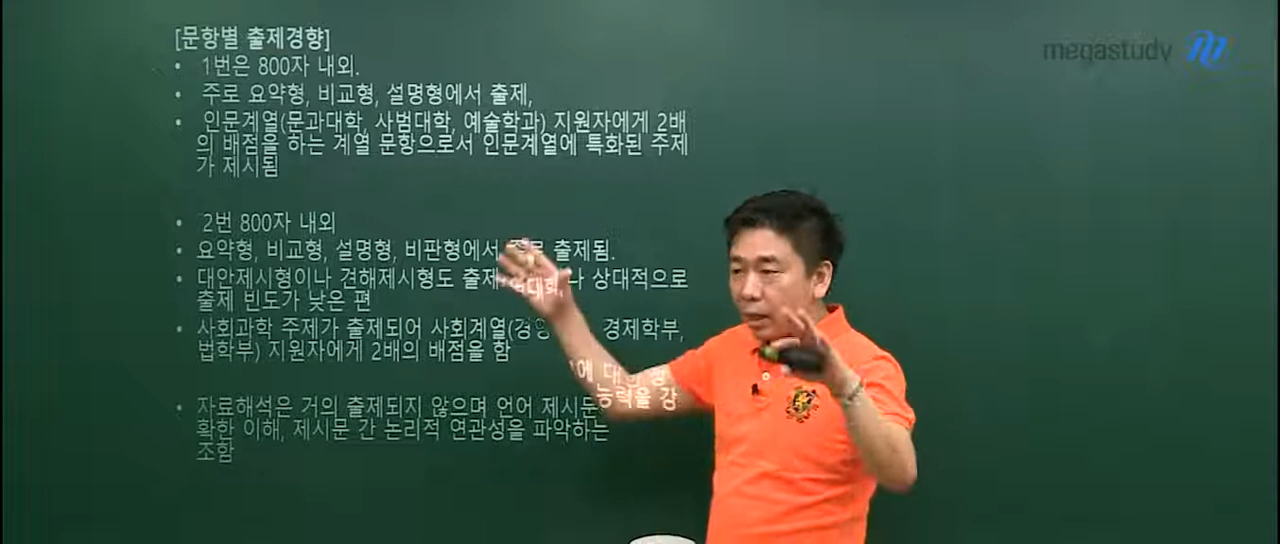 [문항별 출제경향]
megastudy
• 1번은 800자 내외.
• 주로 요약형, 비교형, 설명형에서 출제,
• 인문계열(문과대학, 사범대학, 예술학과) 지원자에게 2배
의 배점을 하는 계열 문항으로서 인문계열에 특화된 주제
가 제시됨
• 2번 800자 내외
• 요약형, 비교형, 설명형, 비판형에서 출제됨.
• 대안제시형이나 견해제시형도 상대적으로
출제 빈도가 낮은 편
• 사회과학 주제가 출제되어 사회계열( 경제학부,
법학부) 지원자에게 2배의 배점을 함
• 자료해석은 거의 출제되지 않으며 언어 제시문에
확한 이해, 제시문 간 논리적 연관성을 파악하는 능력을 강
조함